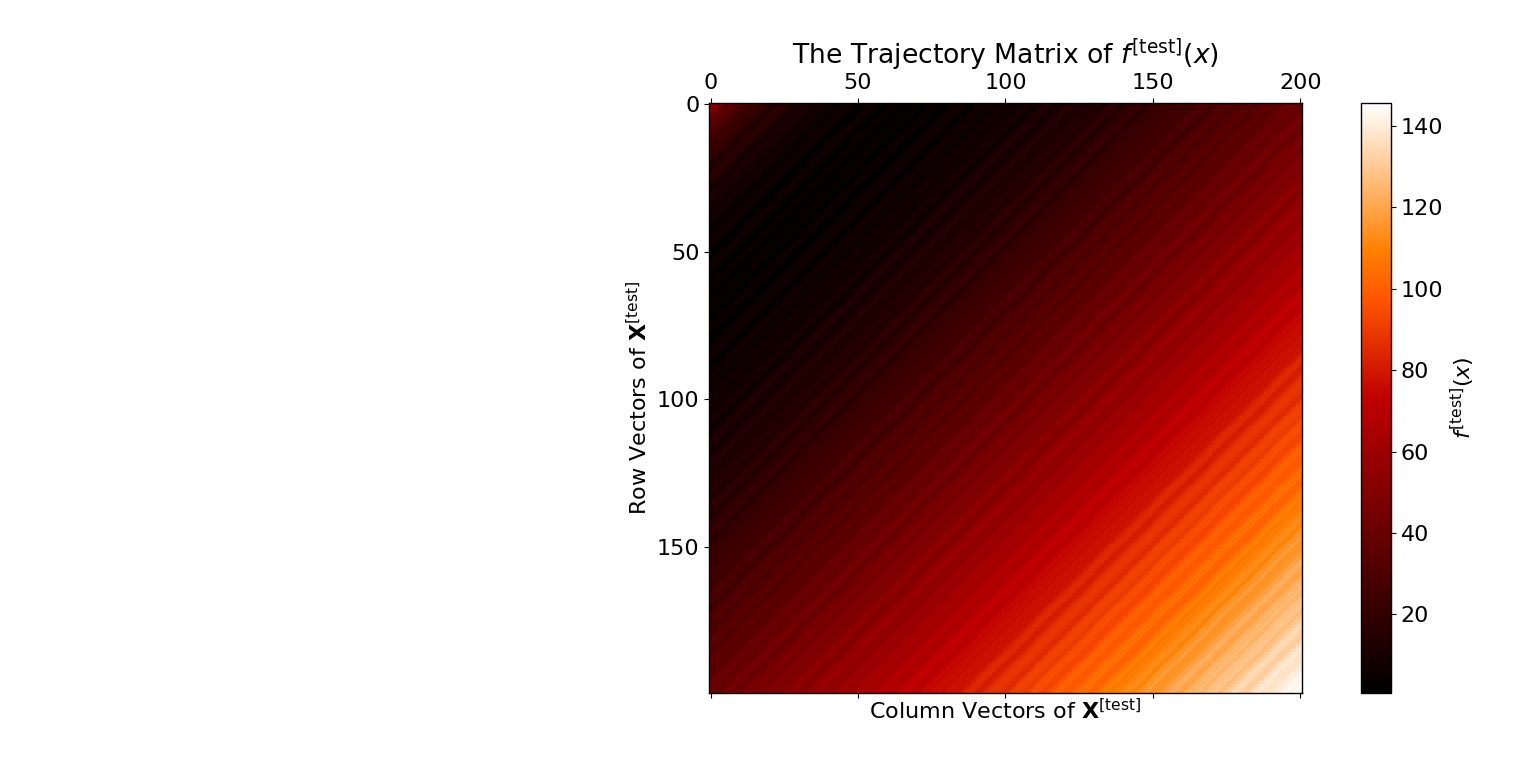 The Trajectory Matrix of f^[test](x)
0 50 100 150 200
0
50
100
150
Row Vectors of X^[test]
Column Vectors of X^[test]
140
120
100
80
60
40
20
f^[test](x)